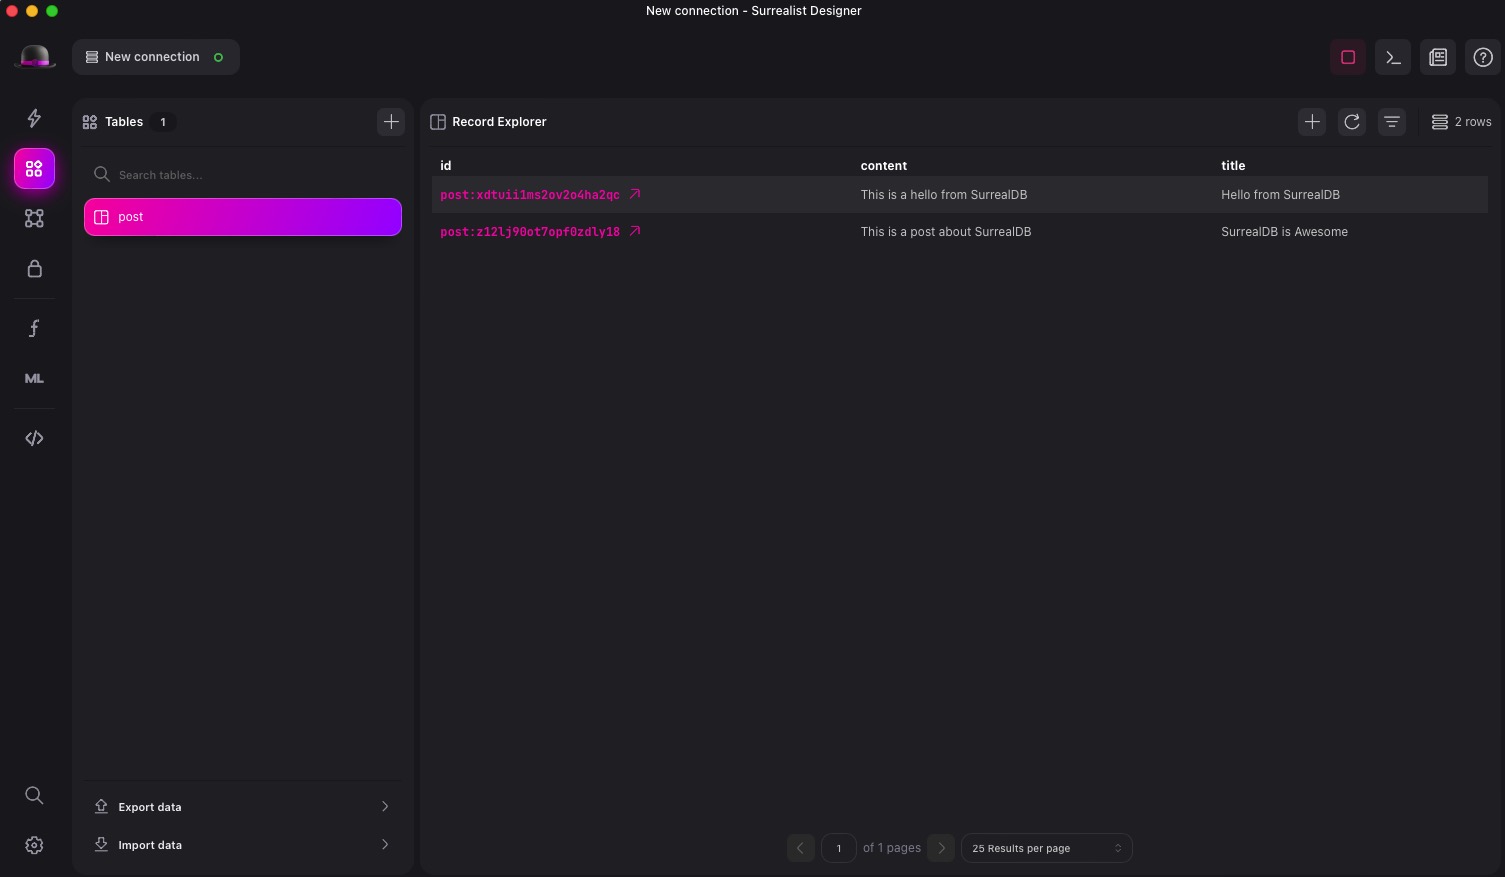 New connection - Surrealist Designer
New connection
Tables 1
Record Explorer
2 rows
Search tables...
post
id content title
post:xdtuii1ms2ov2o4ha2qc This is a hello from SurrealDB Hello from SurrealDB
post:z12lj90ot7opf0zdly18 This is a post about SurrealDB SurrealDB is Awesome
ML
Export data
Import data
1 of 1 pages 25 Results per page